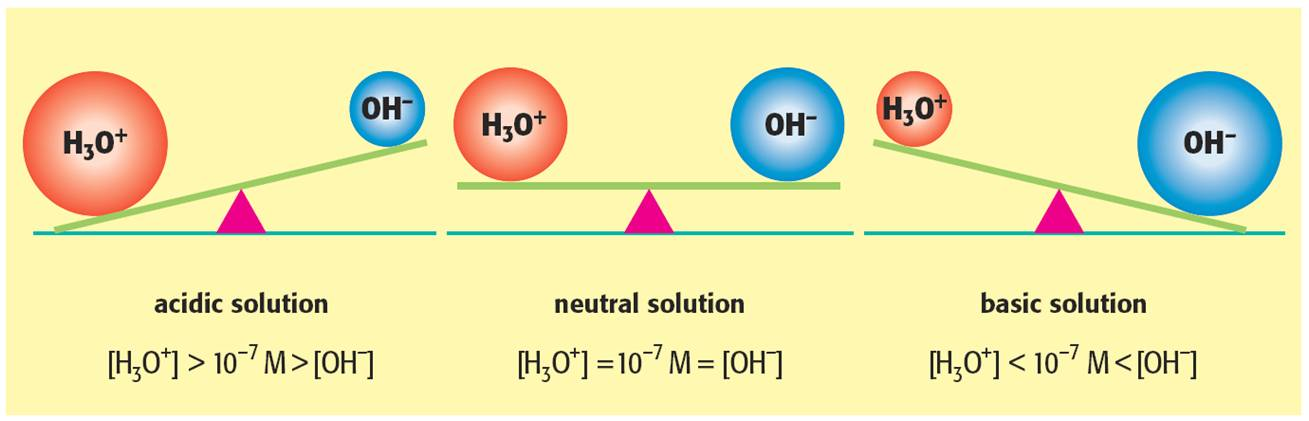 H₃O⁺ OH⁻
acidic solution
[H₃O⁺] > 10⁻⁷ M > [OH⁻]
H₃O⁺ OH⁻
neutral solution
[H₃O⁺] = 10⁻⁷ M = [OH⁻]
H₃O⁺ OH⁻
basic solution
[H₃O⁺] < 10⁻⁷ M < [OH⁻]